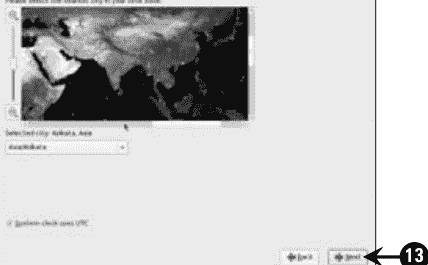 Please select the nearest city in your time zone:
Selected city: Kolkata, Asia
Asia/Kolkata
System clock uses UTC
Back
Next
13